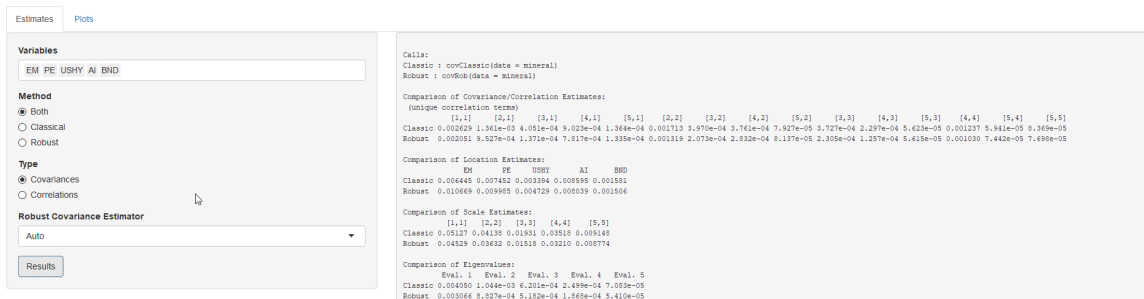 Estimates Plots
Variables
EM PE USHY AI BND
Method
Both
Classical
Robust
Type
Covariances
Correlations
Robust Covariance Estimator
Auto
Results
Calls:
Classic : covClassic(data = mineral)
Robust : covRob(data = mineral)
Comparison of Covariance/Correlation Estimates:
(unique correlation terms)
[1,1] [2,1] [3,1] [4,1] [5,1] [2,2] [3,2] [4,2] [5,2] [3,3] [4,3] [5,3] [4,4] [5,4] [5,5]
Classic 0.002629 1.361e-03 4.051e-04 9.023e-04 1.364e-04 0.001713 3.970e-04 3.761e-04 7.927e-05 3.727e-04 2.297e-04 5.623e-05 0.001237 5.941e-05 8.369e-05
Robust 0.002051 9.527e-04 1.371e-04 7.817e-04 1.335e-04 0.001319 2.073e-04 2.832e-04 8.137e-05 2.305e-04 1.257e-04 5.615e-05 0.001030 7.442e-05 7.698e-05
Comparison of Location Estimates:
EM PE USHY AI BND
Classic 0.006445 0.007452 0.003394 0.008595 0.001581
Robust 0.010669 0.009985 0.004729 0.008039 0.001506
Comparison of Scale Estimates:
[1,1] [2,2] [3,3] [4,4] [5,5]
Classic 0.05127 0.04138 0.01931 0.03518 0.009148
Robust 0.04529 0.03632 0.01518 0.03210 0.008774
Comparison of Eigenvalues:
Eval. 1 Eval. 2 Eval. 3 Eval. 4 Eval. 5
Classic 0.004050 1.044e-03 6.201e-04 2.499e-04 7.083e-05
Robust 0.003066 8.827e-04 5.182e-04 1.868e-04 5.410e-05